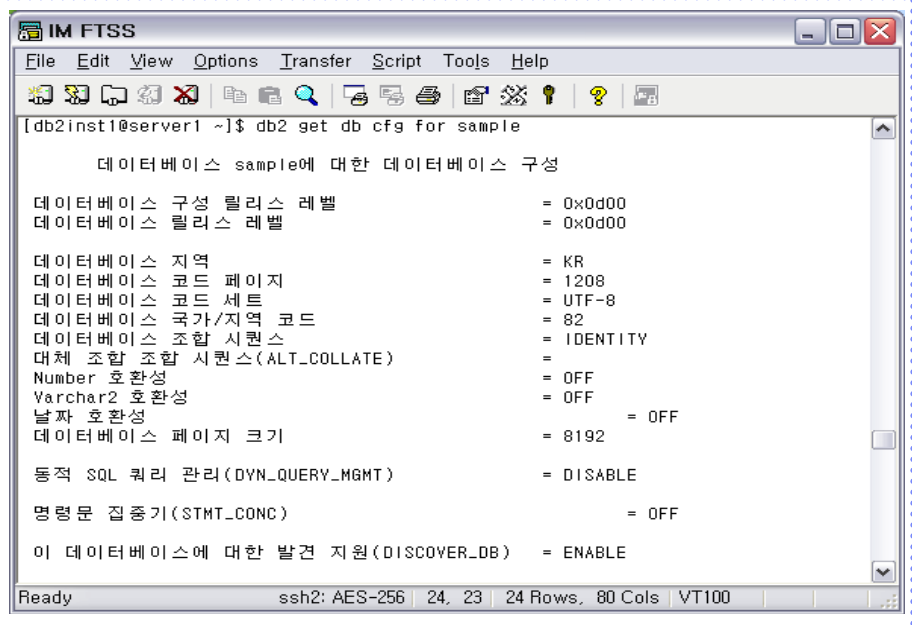 IM FTSS
File Edit View Options Transfer Script Tools Help
[db2inst1@server1 ~]$ db2 get db cfg for sample
데이터베이스 sample에 대한 데이터베이스 구성
데이터베이스 구성 릴리스 레벨 = 0x0d00
데이터베이스 릴리스 레벨 = 0x0d00
데이터베이스 지역 = KR
데이터베이스 코드 페이지 = 1208
데이터베이스 코드 세트 = UTF-8
데이터베이스 국가/지역 코드 = 82
데이터베이스 조합 시퀀스 = IDENTITY
대체 조합 조합 시퀀스(ALT_COLLATE) =
Number 호환성 = OFF
Varchar2 호환성 = OFF
날짜 호환성 = OFF
데이터베이스 페이지 크기 = 8192
동적 SQL 쿼리 관리(DYN_QUERY_MGMT) = DISABLE
명령문 집중기(STMT_CONC) = OFF
이 데이터베이스에 대한 발견 지원(DISCOVER_DB) = ENABLE
Ready ssh2: AES-256 24, 23 24 Rows, 80 Cols VT100